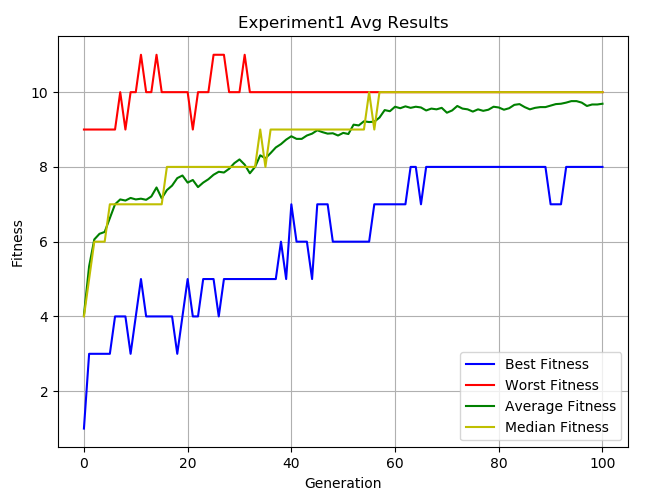 Experiment1 Avg Results
Fitness
10
8
6
4
2
Best Fitness
Worst Fitness
Average Fitness
Median Fitness
0 20 40 60 80 100
Generation